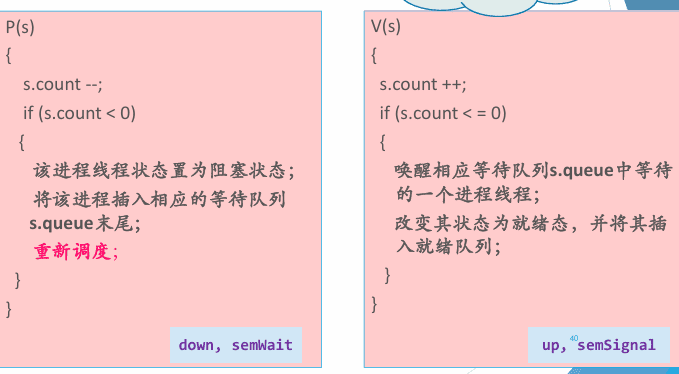 P(s)
{
s.count --;
if (s.count < 0)
{
该进程线程状态置为阻塞状态；
将该进程插入相应的等待队列
s.queue末尾；
重新调度；
}
}
down, semWait
V(s)
{
s.count ++;
if (s.count < = 0)
{
唤醒相应等待队列s.queue中等待
的一个进程线程；
改变其状态为就绪态，并将其插
入就绪队列；
}
}
40
up, semSignal